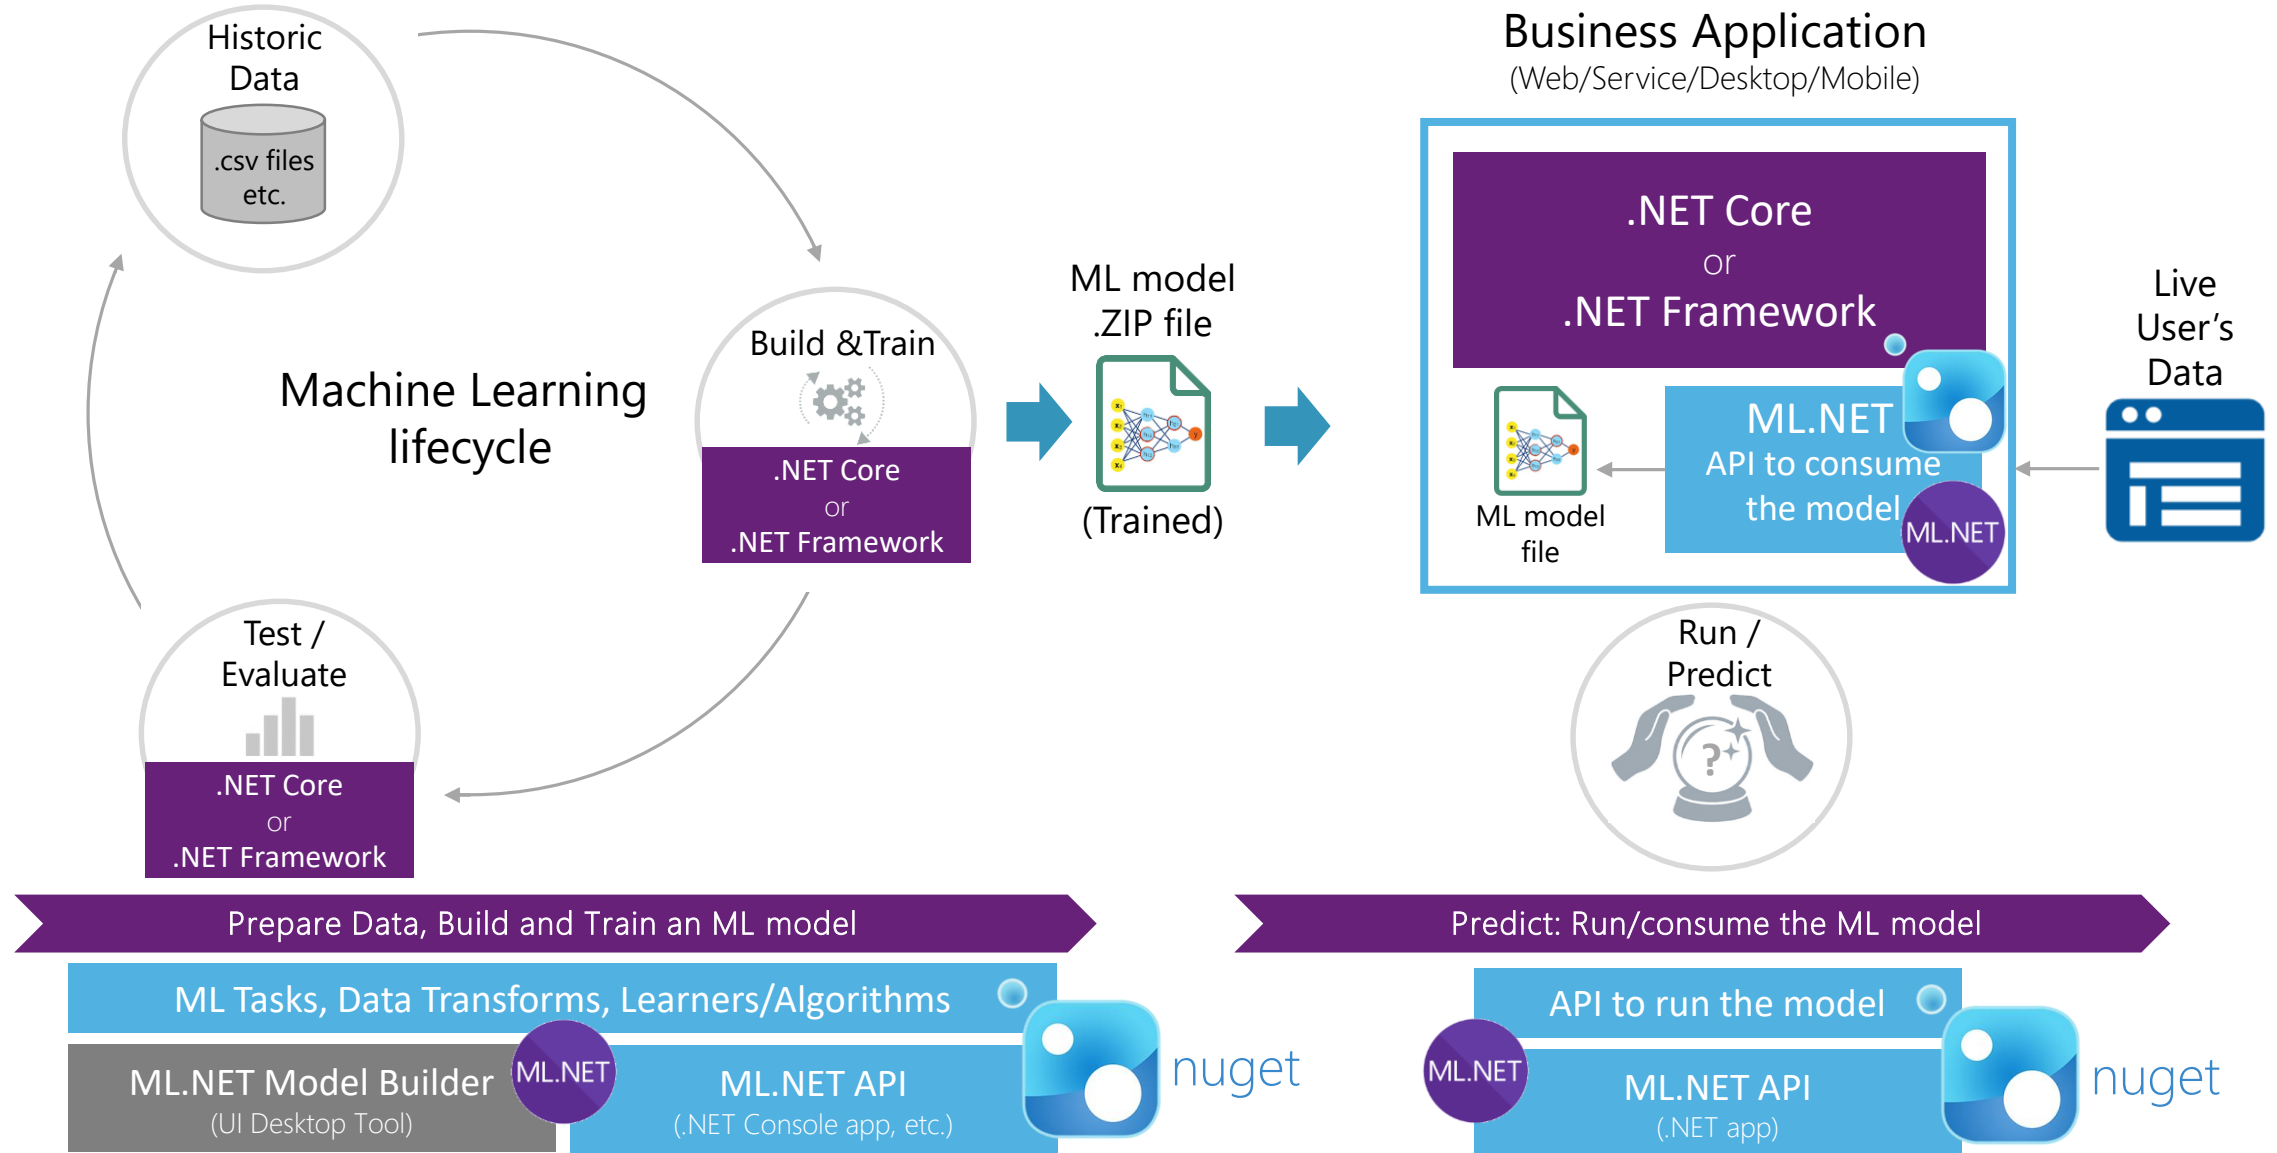 Historic
Data
.csv files
etc.
Machine Learning
lifecycle
Build &Train
.NET Core
or
.NET Framework
Test /
Evaluate
.NET Core
or
.NET Framework
ML model
.ZIP file
(Trained)
Business Application
(Web/Service/Desktop/Mobile)
.NET Core
or
.NET Framework
ML model
file
ML.NET
API to consume
the model
ML.NET
Live
User’s
Data
Run /
Predict
?
Prepare Data, Build and Train an ML model
ML Tasks, Data Transforms, Learners/Algorithms
ML.NET Model Builder
(UI Desktop Tool)
ML.NET
ML.NET API
(.NET Console app, etc.)
nuget
Predict: Run/consume the ML model
API to run the model
ML.NET
ML.NET API
(.NET app)
nuget